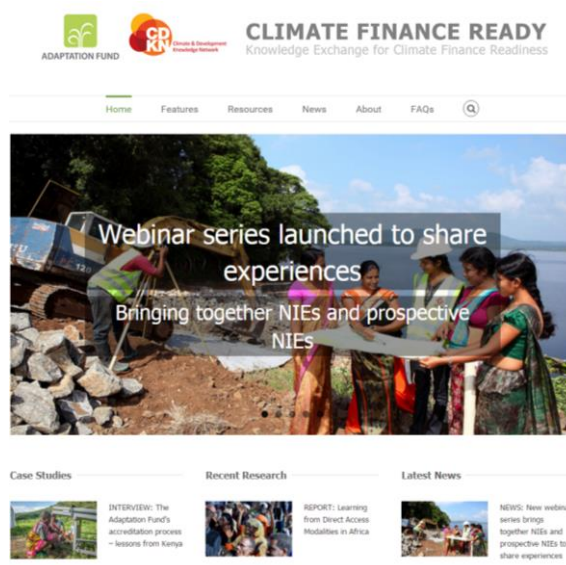 ADAPTATION FUND
CDKN
Climate & Development
Knowledge Network
CLIMATE FINANCE READY
Knowledge Exchange for Climate Finance Readiness
Home Features Resources News About FAQs
Webinar series launched to share
experiences
Bringing together NIEs and prospective
NIEs
Case Studies
INTERVIEW: The
Adaptation Fund's
accreditation process
– lessons from Kenya
Recent Research
REPORT: Learning
from Direct Access
Modalities in Africa
Latest News
NEWS: New webina
series brings
together NIEs and
prospective NIEs to
share experiences